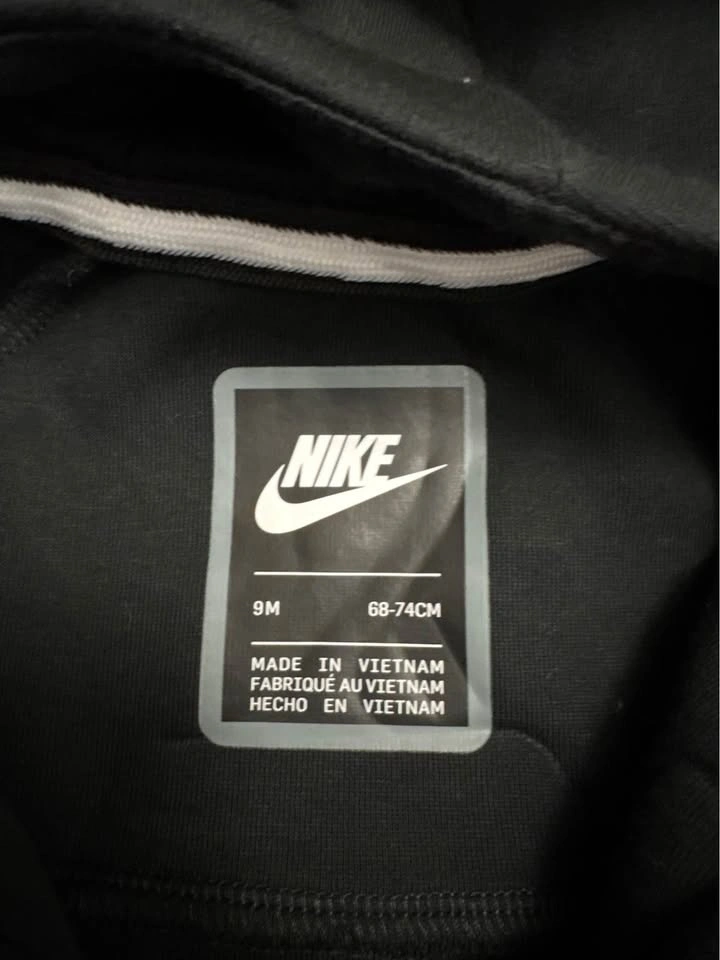 NIKE
9M 68-74CM
MADE IN VIETNAM
FABRIQUÉ AU VIETNAM
HECHO EN VIETNAM